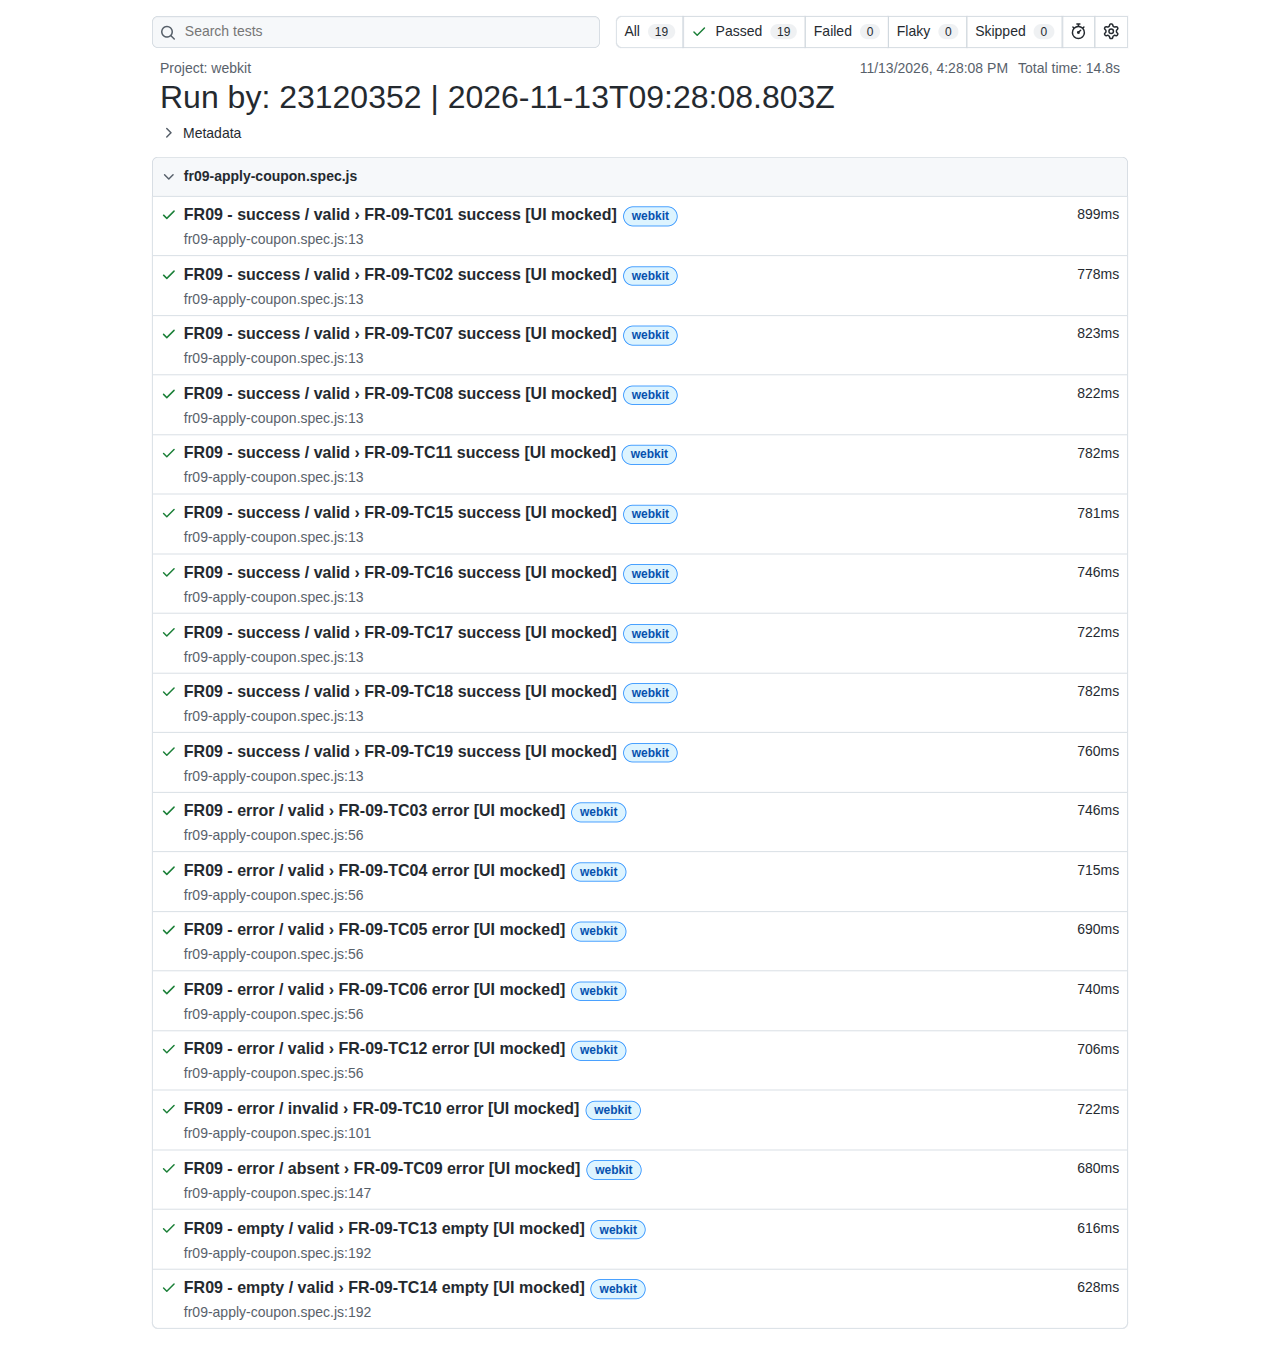 Search tests
All 19 Passed 19 Failed 0 Flaky 0 Skipped 0
Project: webkit 11/13/2026, 4:28:08 PM Total time: 14.8s
Run by: 23120352 | 2026-11-13T09:28:08.803Z
Metadata
fr09-apply-coupon.spec.js
FR09 - success / valid › FR-09-TC01 success [UI mocked] webkit 899ms
fr09-apply-coupon.spec.js:13
FR09 - success / valid › FR-09-TC02 success [UI mocked] webkit 778ms
fr09-apply-coupon.spec.js:13
FR09 - success / valid › FR-09-TC07 success [UI mocked] webkit 823ms
fr09-apply-coupon.spec.js:13
FR09 - success / valid › FR-09-TC08 success [UI mocked] webkit 822ms
fr09-apply-coupon.spec.js:13
FR09 - success / valid › FR-09-TC11 success [UI mocked] webkit 782ms
fr09-apply-coupon.spec.js:13
FR09 - success / valid › FR-09-TC15 success [UI mocked] webkit 781ms
fr09-apply-coupon.spec.js:13
FR09 - success / valid › FR-09-TC16 success [UI mocked] webkit 746ms
fr09-apply-coupon.spec.js:13
FR09 - success / valid › FR-09-TC17 success [UI mocked] webkit 722ms
fr09-apply-coupon.spec.js:13
FR09 - success / valid › FR-09-TC18 success [UI mocked] webkit 782ms
fr09-apply-coupon.spec.js:13
FR09 - success / valid › FR-09-TC19 success [UI mocked] webkit 760ms
fr09-apply-coupon.spec.js:13
FR09 - error / valid › FR-09-TC03 error [UI mocked] webkit 746ms
fr09-apply-coupon.spec.js:56
FR09 - error / valid › FR-09-TC04 error [UI mocked] webkit 715ms
fr09-apply-coupon.spec.js:56
FR09 - error / valid › FR-09-TC05 error [UI mocked] webkit 690ms
fr09-apply-coupon.spec.js:56
FR09 - error / valid › FR-09-TC06 error [UI mocked] webkit 740ms
fr09-apply-coupon.spec.js:56
FR09 - error / valid › FR-09-TC12 error [UI mocked] webkit 706ms
fr09-apply-coupon.spec.js:56
FR09 - error / invalid › FR-09-TC10 error [UI mocked] webkit 722ms
fr09-apply-coupon.spec.js:101
FR09 - error / absent › FR-09-TC09 error [UI mocked] webkit 680ms
fr09-apply-coupon.spec.js:147
FR09 - empty / valid › FR-09-TC13 empty [UI mocked] webkit 616ms
fr09-apply-coupon.spec.js:192
FR09 - empty / valid › FR-09-TC14 empty [UI mocked] webkit 628ms
fr09-apply-coupon.spec.js:192